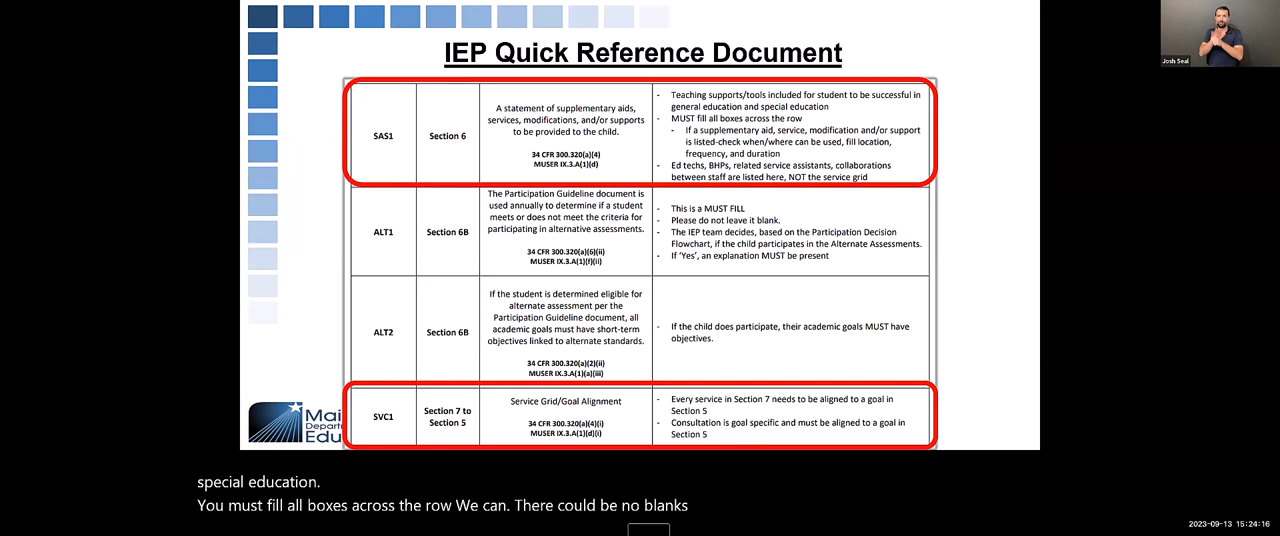 IEP Quick Reference Document
Josh Seal
SAS1
Section 6
A statement of supplementary aids,
services, modifications, and/or supports
to be provided to the child.
34 CFR 300.320(a)(4)
MUSER IX.3.A(1)(d)
- Teaching supports/tools included for student to be successful in
general education and special education
- MUST fill all boxes across the row
- If a supplementary aid, service, modification and/or support
is listed-check when/where can be used, fill location,
frequency, and duration
- Ed techs, BHPs, related service assistants, collaborations
between staff are listed here, NOT the service grid
ALT1
Section 6B
The Participation Guideline document is
used annually to determine if a student
meets or does not meet the criteria for
participating in alternative assessments.
34 CFR 300.320(a)(6)(ii)
MUSER IX.3.A(1)(f)(ii)
- This is a MUST FILL
- Please do not leave it blank.
- The IEP team decides, based on the Participation Decision
Flowchart, if the child participates in the Alternate Assessments.
- If 'Yes', an explanation MUST be present
ALT2
Section 6B
If the student is determined eligible for
alternate assessment per the
Participation Guideline document, all
academic goals must have short-term
objectives linked to alternate standards.
34 CFR 300.320(a)(2)(ii)
MUSER IX.3.A(1)(a)(iii)
- If the child does participate, their academic goals MUST have
objectives.
SVC1
Section 7 to
Section 5
Service Grid/Goal Alignment
34 CFR 300.320(a)(4)(i)
MUSER IX.3.A(1)(d)(i)
- Every service in Section 7 needs to be aligned to a goal in
Section 5
- Consultation is goal specific and must be aligned to a goal in
Section 5
Mai
Depart
Edu
special education.
You must fill all boxes across the row We can. There could be no blanks
2023-09-13 15:24:16